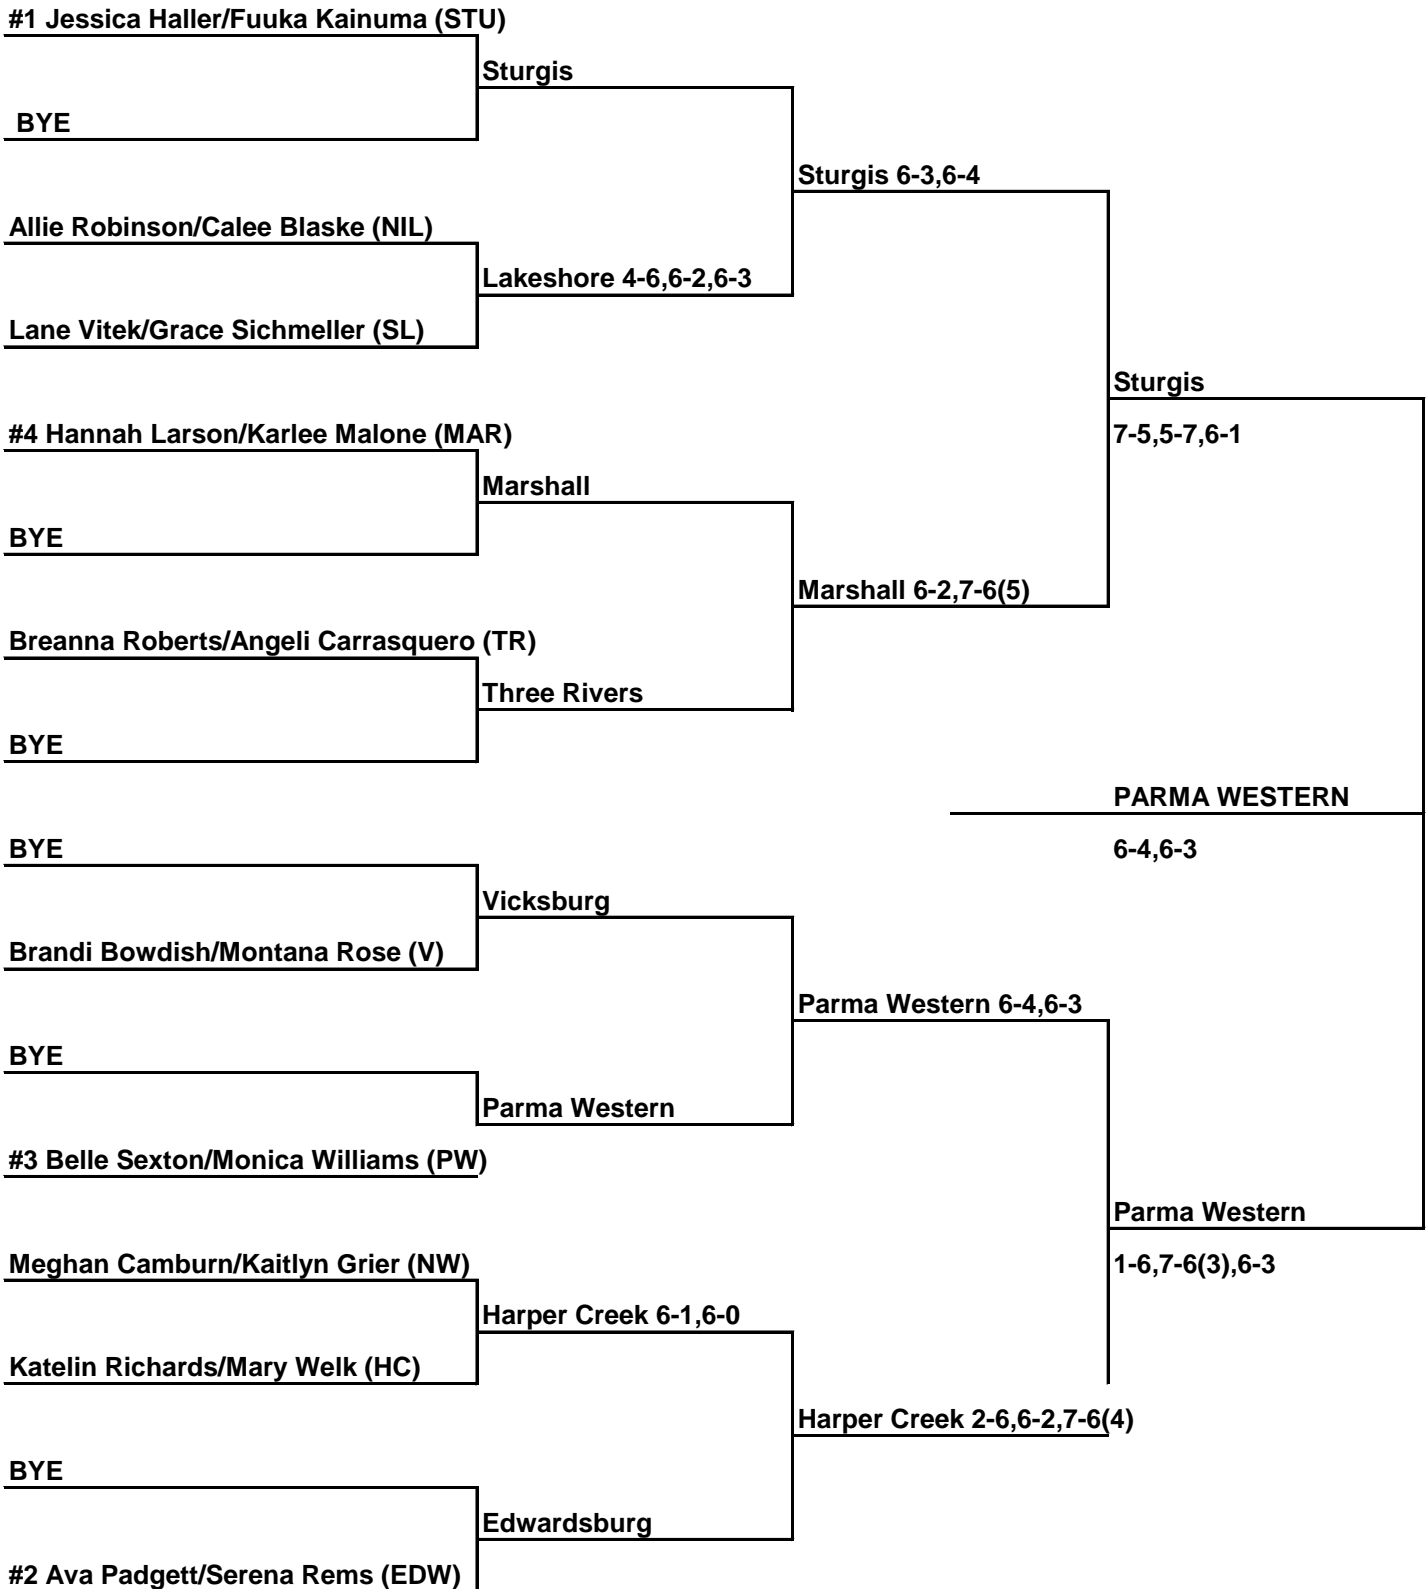 #1 Jessica Haller/Fuuka Kainuma (STU)
Sturgis
BYE
Sturgis 6-3,6-4
Allie Robinson/Calee Blaske (NIL)
Lakeshore 4-6,6-2,6-3
Lane Vitek/Grace Sichmeller (SL)
Sturgis
#4 Hannah Larson/Karlee Malone (MAR)
7-5,5-7,6-1
Marshall
BYE
Marshall 6-2,7-6(5)
Breanna Roberts/Angeli Carrasquero (TR)
Three Rivers
BYE
PARMA WESTERN
BYE
6-4,6-3
Vicksburg
Brandi Bowdish/Montana Rose (V)
Parma Western 6-4,6-3
BYE
Parma Western
#3 Belle Sexton/Monica Williams (PW)
Parma Western
Meghan Camburn/Kaitlyn Grier (NW)
1-6,7-6(3),6-3
Harper Creek 6-1,6-0
Katelin Richards/Mary Welk (HC)
Harper Creek 2-6,6-2,7-6(4)
BYE
Edwardsburg
#2 Ava Padgett/Serena Rems (EDW)